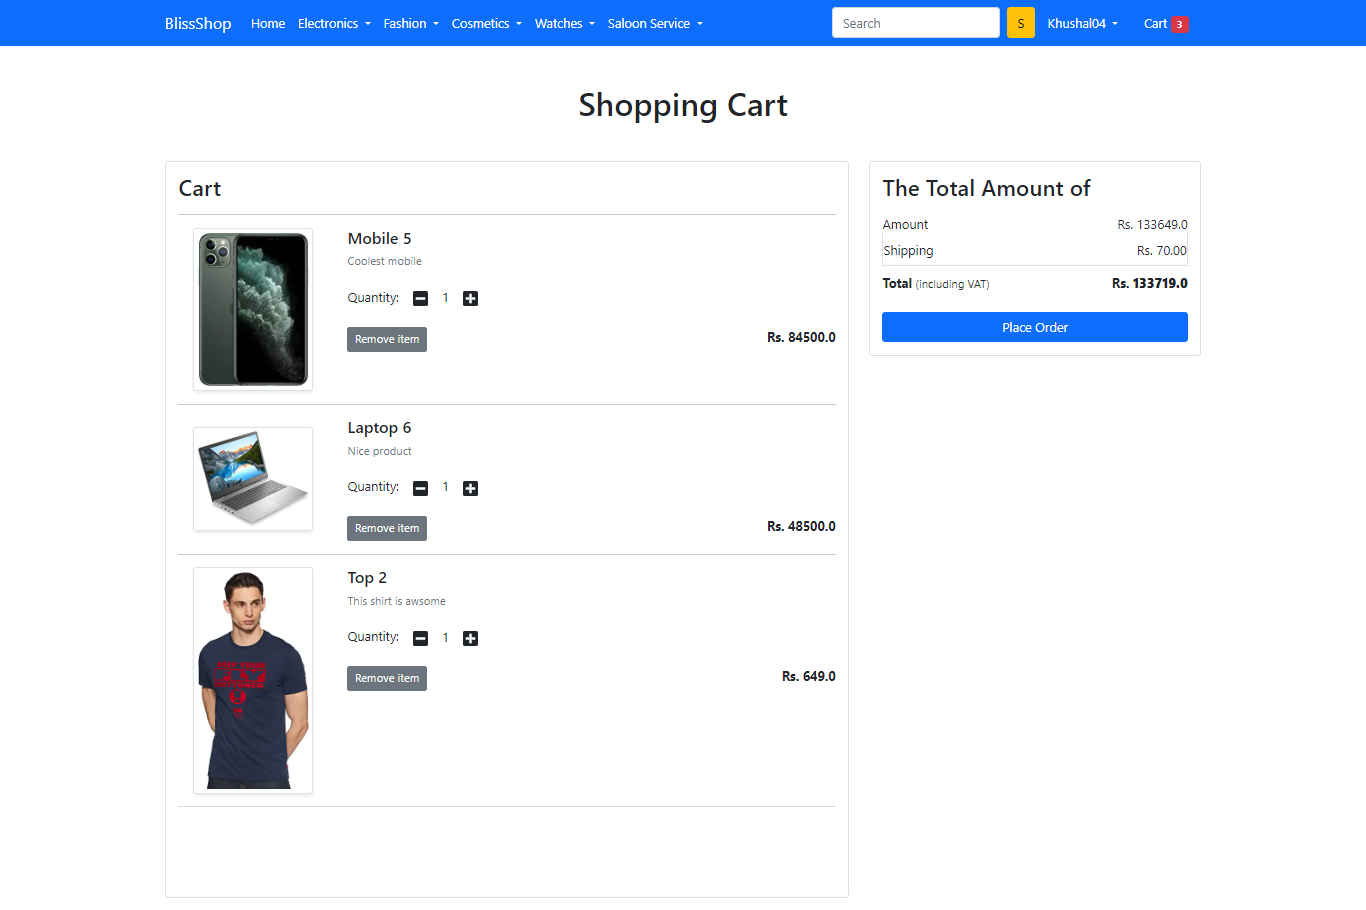 BlissShop Home Electronics Fashion Cosmetics Watches Saloon Service Search S Khushal04 Cart 3
Shopping Cart
Cart
Mobile 5
Coolest mobile
Quantity: 1
Remove item Rs. 84500.0
Laptop 6
Nice product
Quantity: 1
Remove item Rs. 48500.0
Top 2
This shirt is awsome
Quantity: 1
Remove item Rs. 649.0
The Total Amount of
Amount Rs. 133649.0
Shipping Rs. 70.00
Total (including VAT) Rs. 133719.0
Place Order